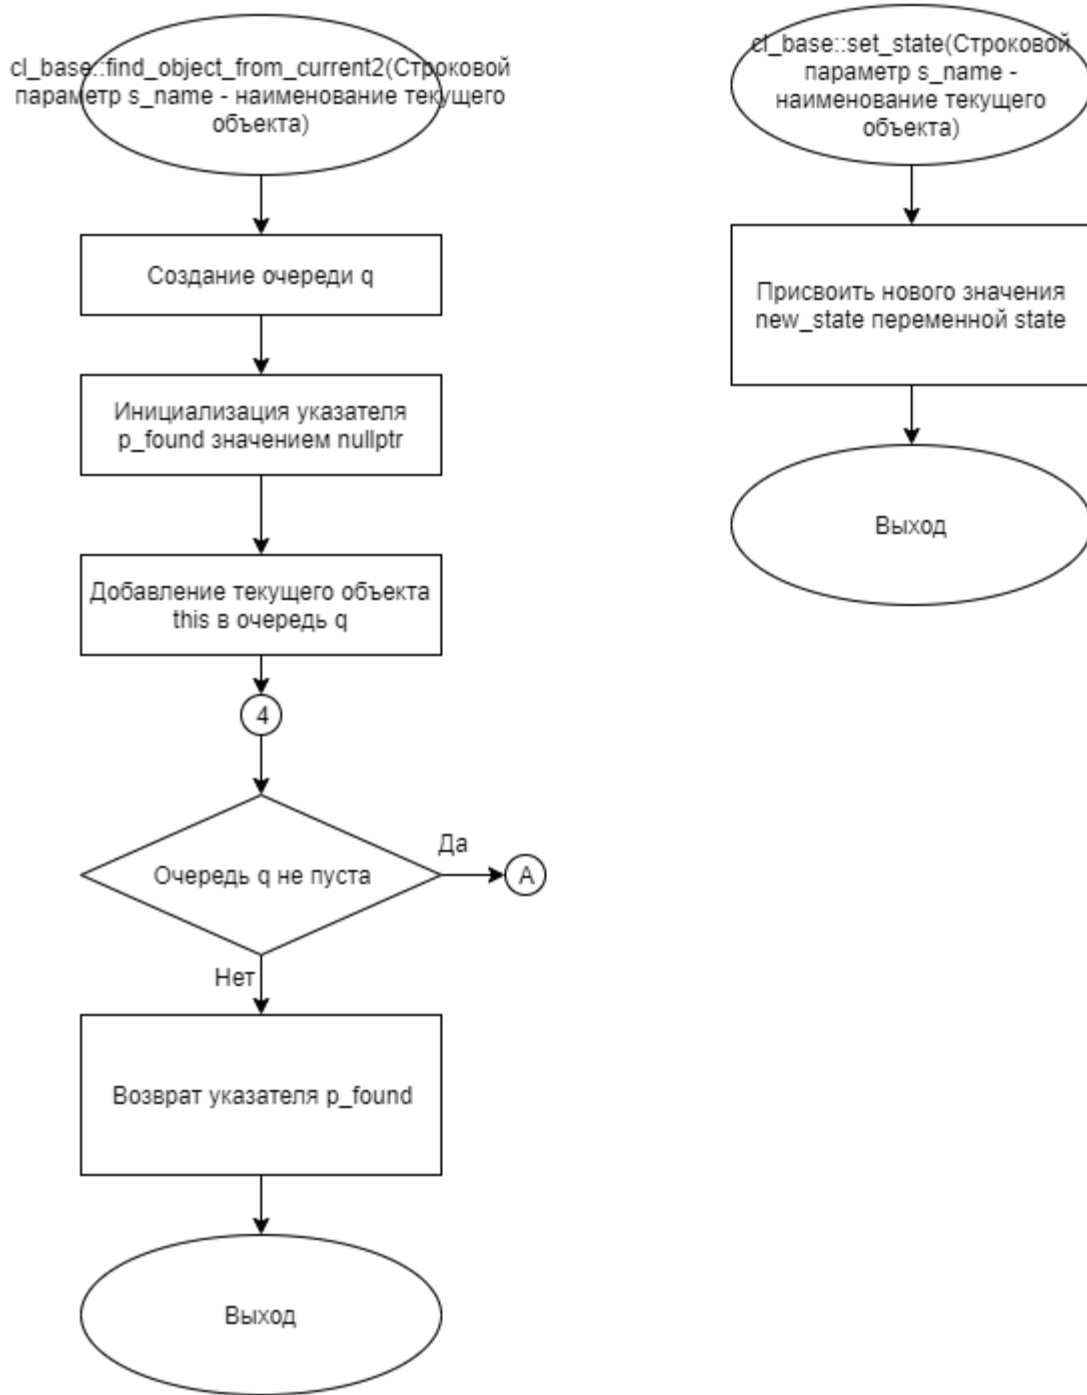 cl_base::find_object_from_current2(Строковой
параметр s_name - наименование текущего
объекта)
Создание очереди q
Инициализация указателя
p_found значением nullptr
Добавление текущего объекта
this в очередь q
4
Очередь q не пуста
Да
A
Нет
Возврат указателя p_found
Выход
cl_base::set_state(Строковой
параметр s_name -
наименование текущего
объекта)
Присвоить нового значения
new_state переменной state
Выход